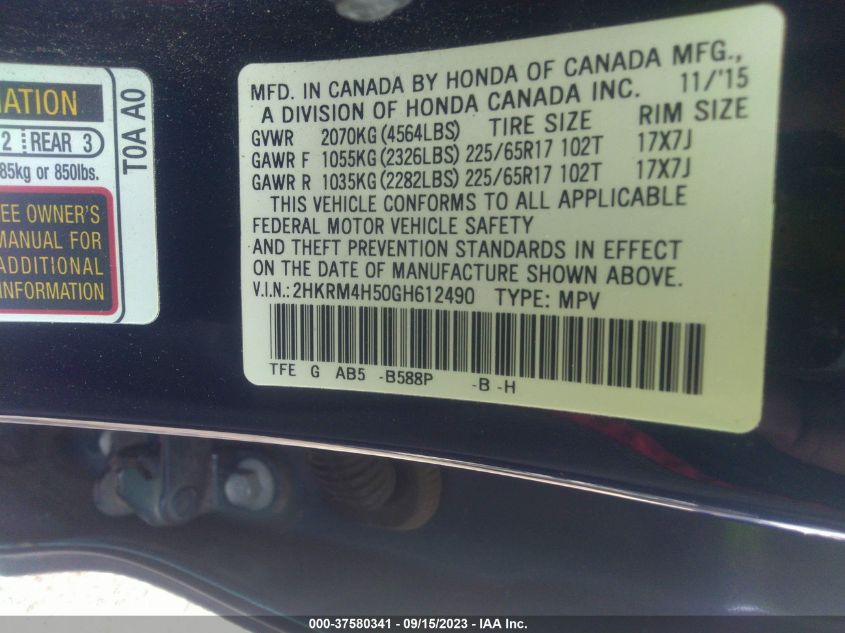 MATION
2 REAR 3
85kg or 850lbs.
EE OWNER'S
MANUAL FOR
ADDITIONAL
INFORMATION
TOA A0
MFD. IN CANADA BY HONDA OF CANADA MFG.,
A DIVISION OF HONDA CANADA INC. 11/'15
GVWR 2070KG(4564LBS) TIRE SIZE RIM SIZE
GAWR F 1055KG(2326LBS) 225/65R17 102T 17X7J
GAWR R 1035KG(2282LBS) 225/65R17 102T 17X7J
THIS VEHICLE CONFORMS TO ALL APPLICABLE
FEDERAL MOTOR VEHICLE SAFETY
AND THEFT PREVENTION STANDARDS IN EFFECT
ON THE DATE OF MANUFACTURE SHOWN ABOVE.
V.I.N.:2HKRM4H50GH612490 TYPE: MPV
TFE G AB5 -B588P -B -H
000-37580341 - 09/15/2023 - IAA Inc.